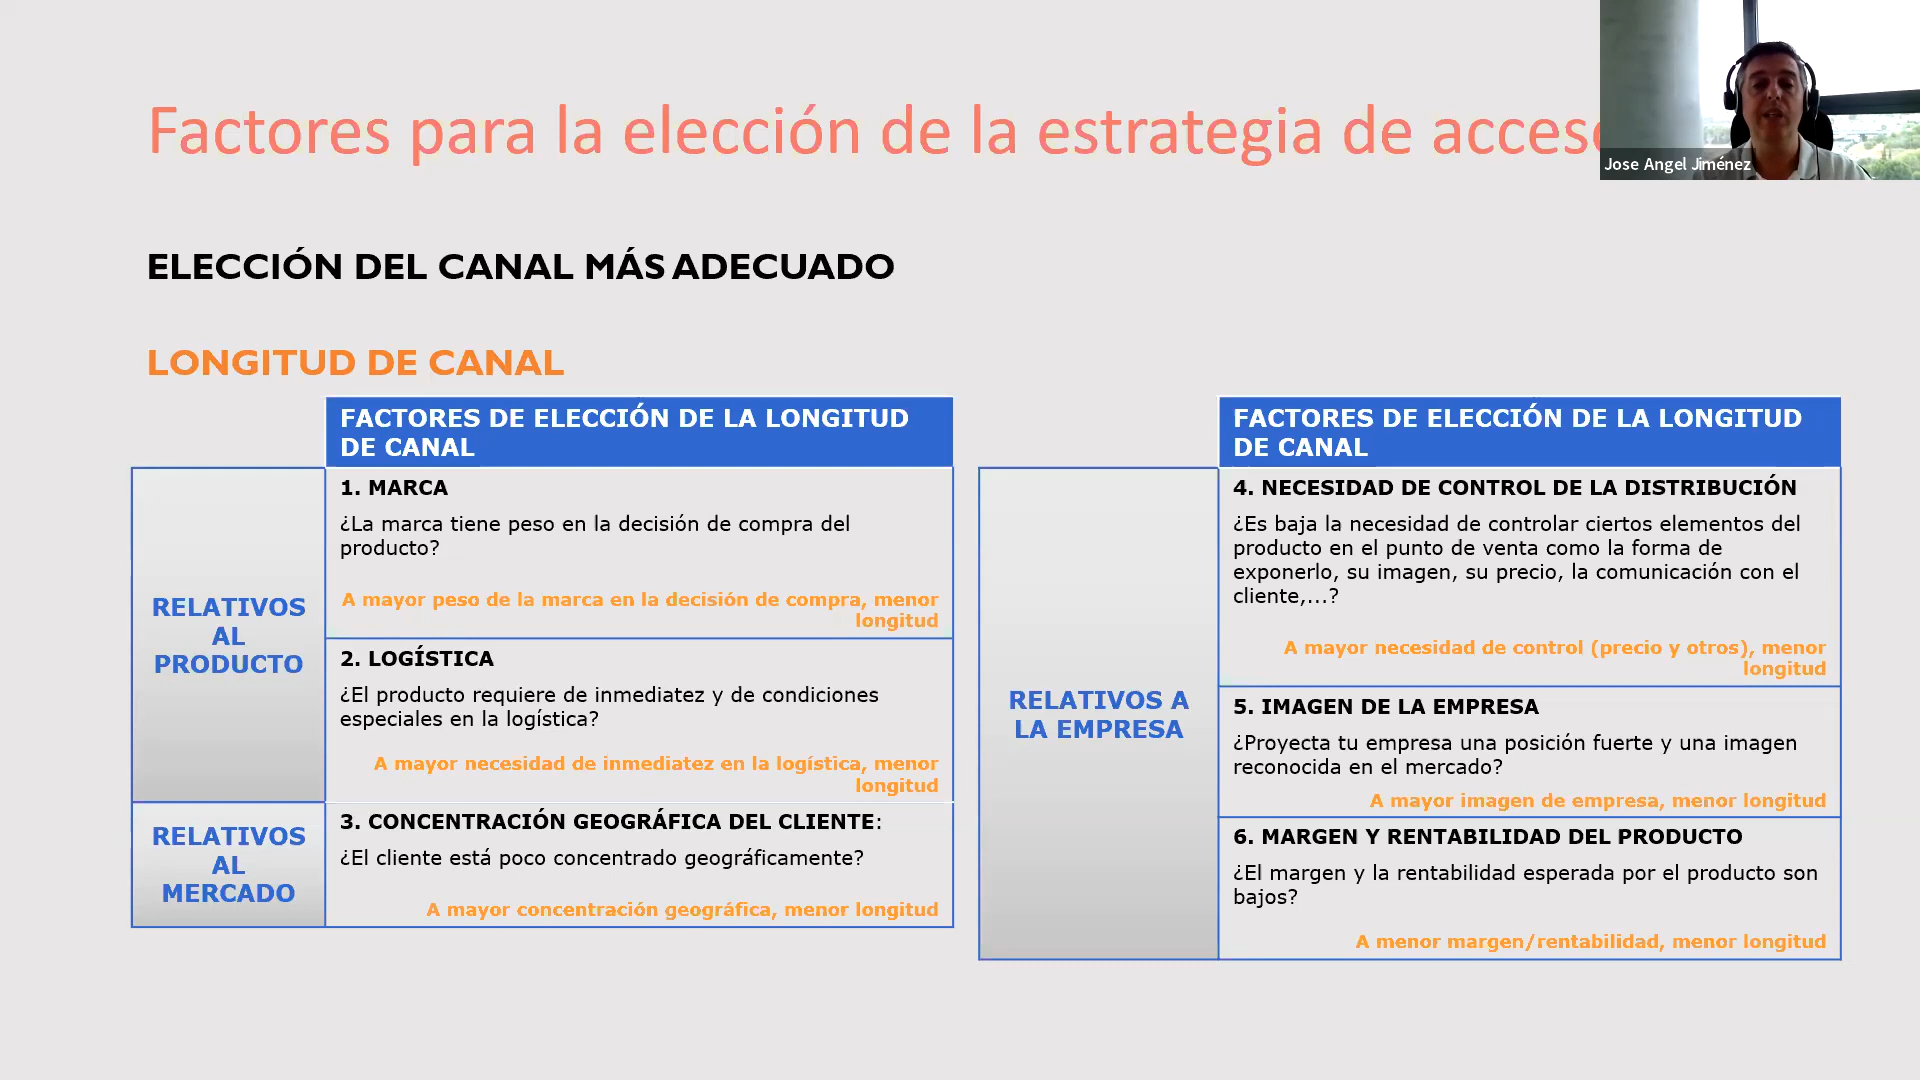 Factores para la elección de la estrategia de acces
Jose Angel Jiménez
ELECCIÓN DEL CANAL MÁS ADECUADO
LONGITUD DE CANAL
FACTORES DE ELECCIÓN DE LA LONGITUD
DE CANAL
RELATIVOS
AL
PRODUCTO
1. MARCA
¿La marca tiene peso en la decisión de compra del
producto?
A mayor peso de la marca en la decisión de compra, menor
longitud
2. LOGÍSTICA
¿El producto requiere de inmediatez y de condiciones
especiales en la logística?
A mayor necesidad de inmediatez en la logística, menor
longitud
RELATIVOS
AL
MERCADO
3. CONCENTRACIÓN GEOGRÁFICA DEL CLIENTE:
¿El cliente está poco concentrado geográficamente?
A mayor concentración geográfica, menor longitud
FACTORES DE ELECCIÓN DE LA LONGITUD
DE CANAL
RELATIVOS A
LA EMPRESA
4. NECESIDAD DE CONTROL DE LA DISTRIBUCIÓN
¿Es baja la necesidad de controlar ciertos elementos del
producto en el punto de venta como la forma de
exponerlo, su imagen, su precio, la comunicación con el
cliente,...?
A mayor necesidad de control (precio y otros), menor
longitud
5. IMAGEN DE LA EMPRESA
¿Proyecta tu empresa una posición fuerte y una imagen
reconocida en el mercado?
A mayor imagen de empresa, menor longitud
6. MARGEN Y RENTABILIDAD DEL PRODUCTO
¿El margen y la rentabilidad esperada por el producto son
bajos?
A menor margen/rentabilidad, menor longitud